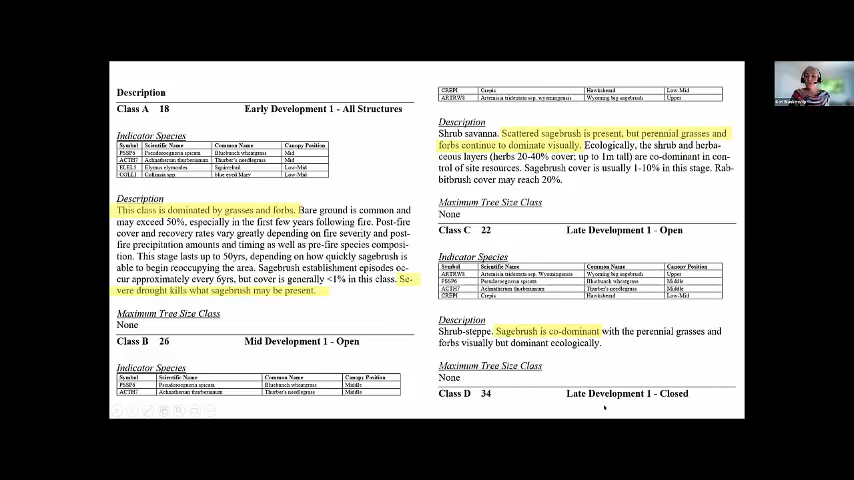 Description
Class A 18 Early Development 1 - All Structures
Indicator Species
Symbol Scientific Name Common Name Canopy Position
PSSP6 Pseudoroegneria spicata Bluebunch wheatgrass Mid
ACTH7 Achnatherum thurberianum Thurber's needlegrass Mid
ELEL5 Elymus elymoides Squirreltail Low-Mid
COLLI Collinsia spp. blue eyed Mary Low-Mid
Description
This class is dominated by grasses and forbs. Bare ground is common and
may exceed 50%, especially in the first few years following fire. Post-fire
cover and recovery rates vary greatly depending on fire severity and post-
fire precipitation amounts and timing as well as pre-fire species composi-
tion. This stage lasts up to 50yrs, depending on how quickly sagebrush is
able to begin reoccupying the area. Sagebrush establishment episodes oc-
cur approximately every 6yrs, but cover is generally <1% in this class. Se-
vere drought kills what sagebrush may be present.
Maximum Tree Size Class
None
Class B 26 Mid Development 1 - Open
Indicator Species
Symbol Scientific Name Common Name Canopy Position
PSSP6 Pseudoroegneria spicata Bluebunch wheatgrass Middle
ACTH7 Achnatherum thurberianum Thurber's needlegrass Middle
CREPI Crepis Hawksbeard Low-Mid
ARTRW8 Artemisia tridentata ssp. wyomingensis Wyoming big sagebrush Upper
Description
Shrub savanna. Scattered sagebrush is present, but perennial grasses and
forbs continue to dominate visually. Ecologically, the shrub and herba-
ceous layers (herbs 20-40% cover; up to 1m tall) are co-dominant in con-
trol of site resources. Sagebrush cover is usually 1-10% in this stage. Rab-
bitbrush cover may reach 20%.
Maximum Tree Size Class
None
Class C 22 Late Development 1 - Open
Indicator Species
Symbol Scientific Name Common Name Canopy Position
ARTRW8 Artemisia tridentata ssp. Wyomingensis Wyoming big sagebrush Upper
PSSP6 Pseudoroegneria spicata Bluebunch wheatgrass Middle
ACTH7 Achnatherum thurberianum Thurber's needlegrass Middle
CREPI Crepis Hawksbeard Low-Mid
Description
Shrub-steppe. Sagebrush is co-dominant with the perennial grasses and
forbs visually but dominant ecologically.
Maximum Tree Size Class
None
Class D 34 Late Development 1 - Closed